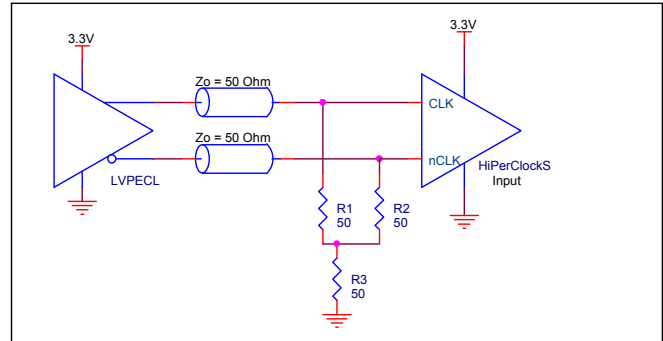 3.3V
3.3V
Zo = 50 Ohm
CLK
Zo = 50 Ohm
nCLK
LVPECL
HiPerClockS
Input
R1
50
R2
50
R3
50